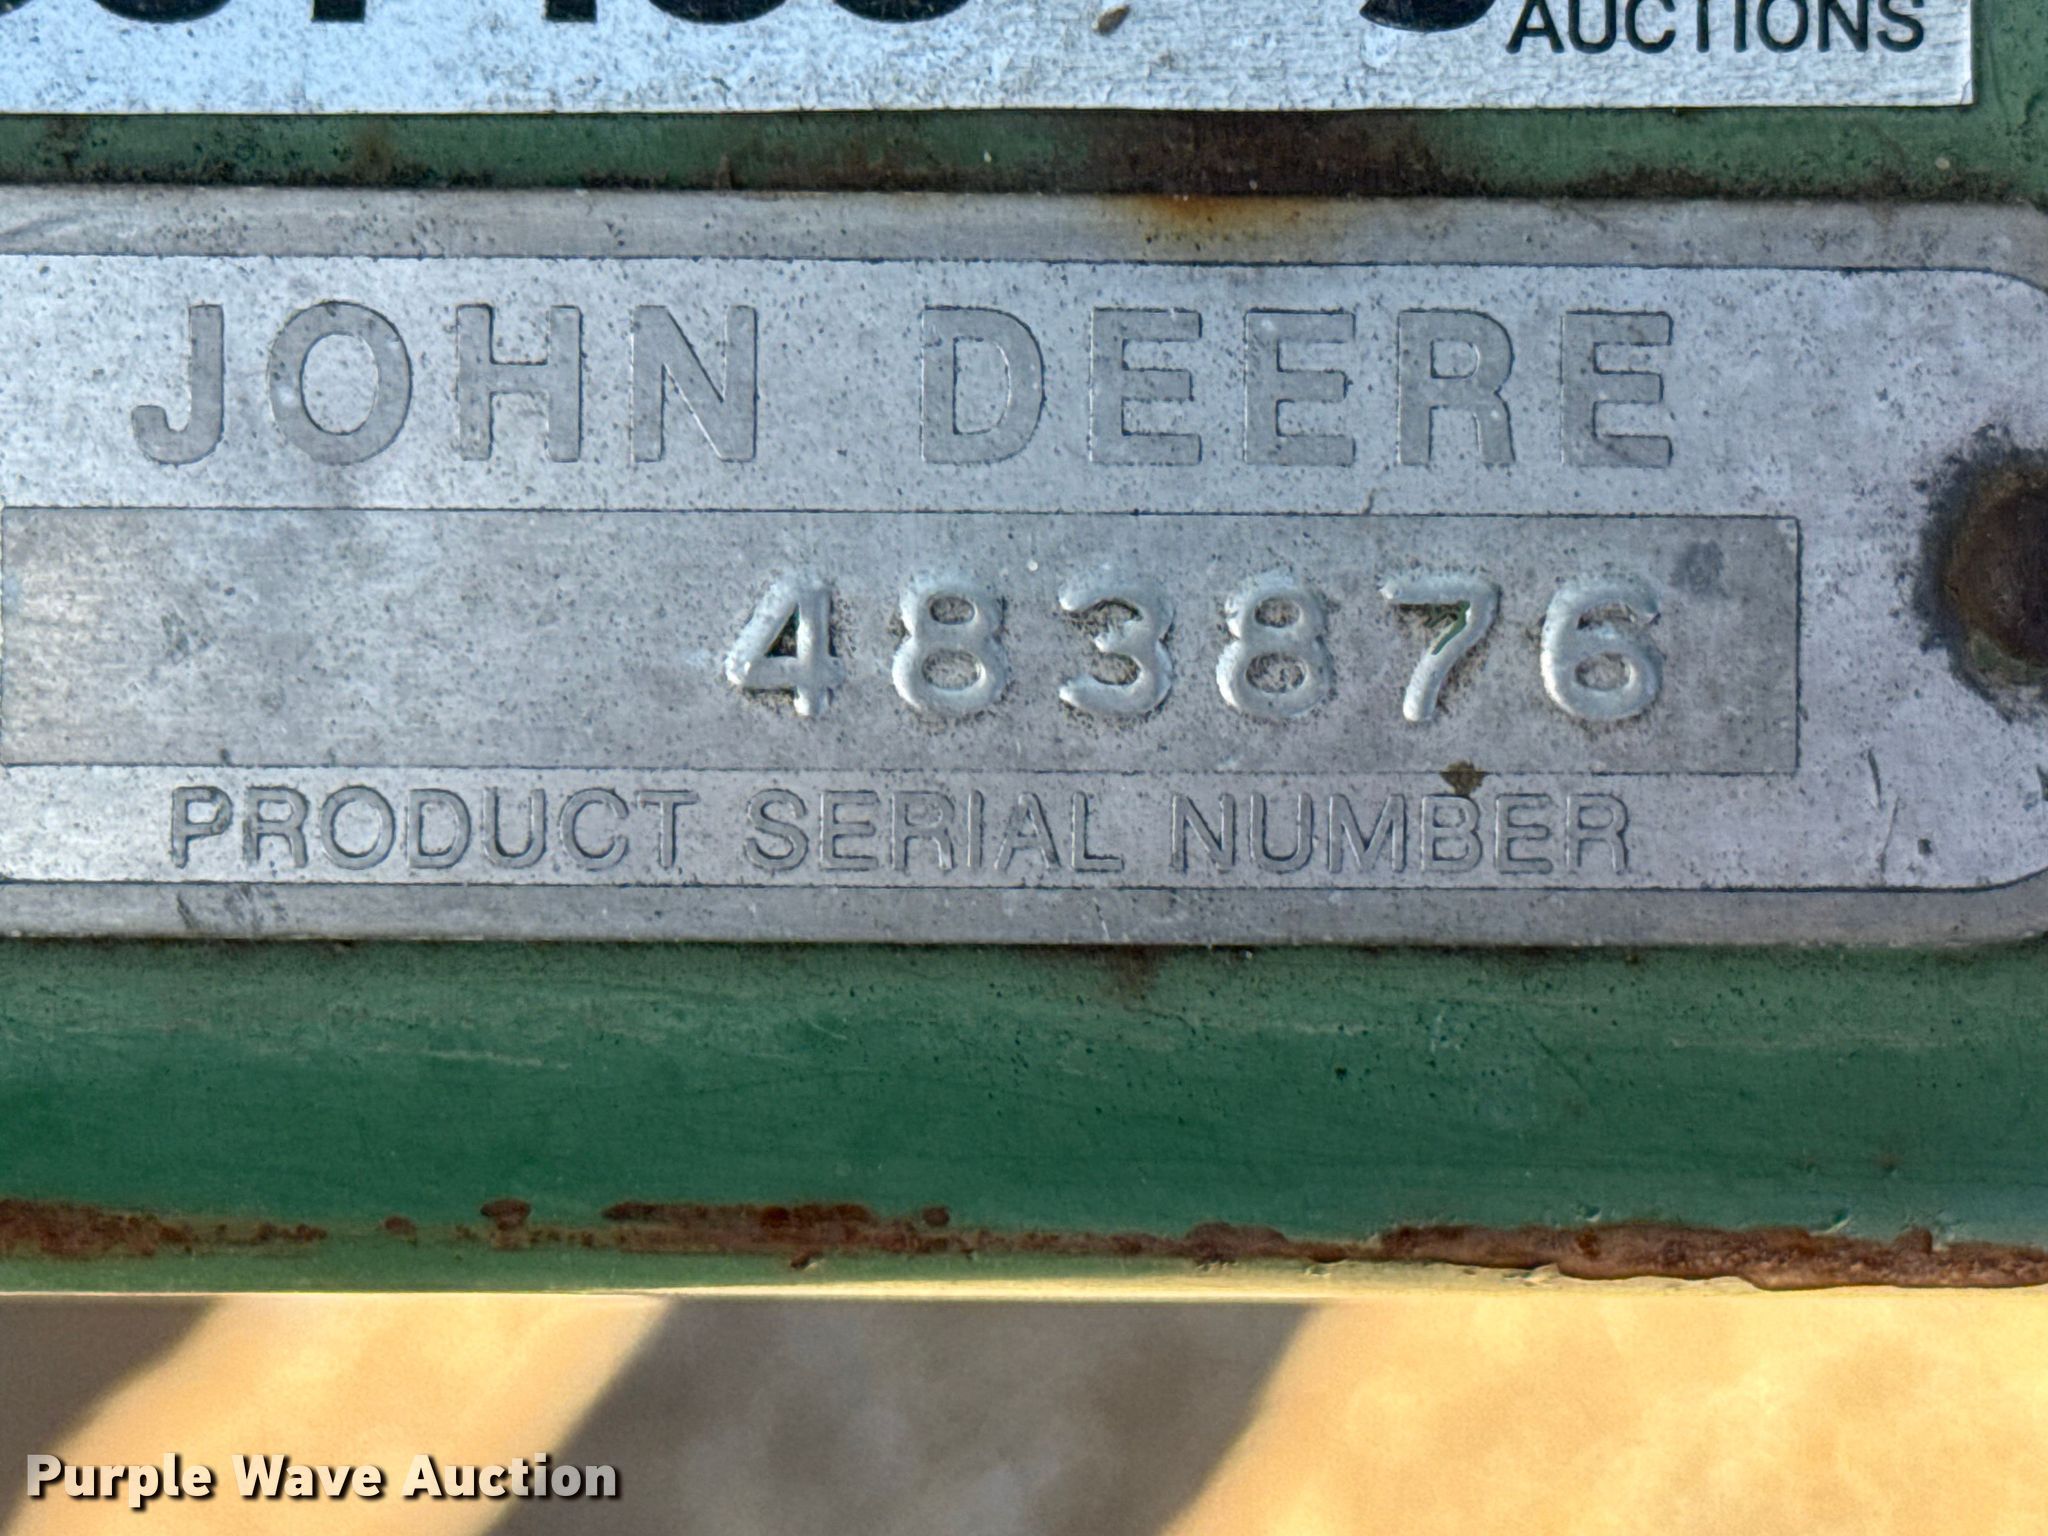 AUCTIONS
JOHN DEERE
483876
PRODUCT SERIAL NUMBER
Purple Wave Auction